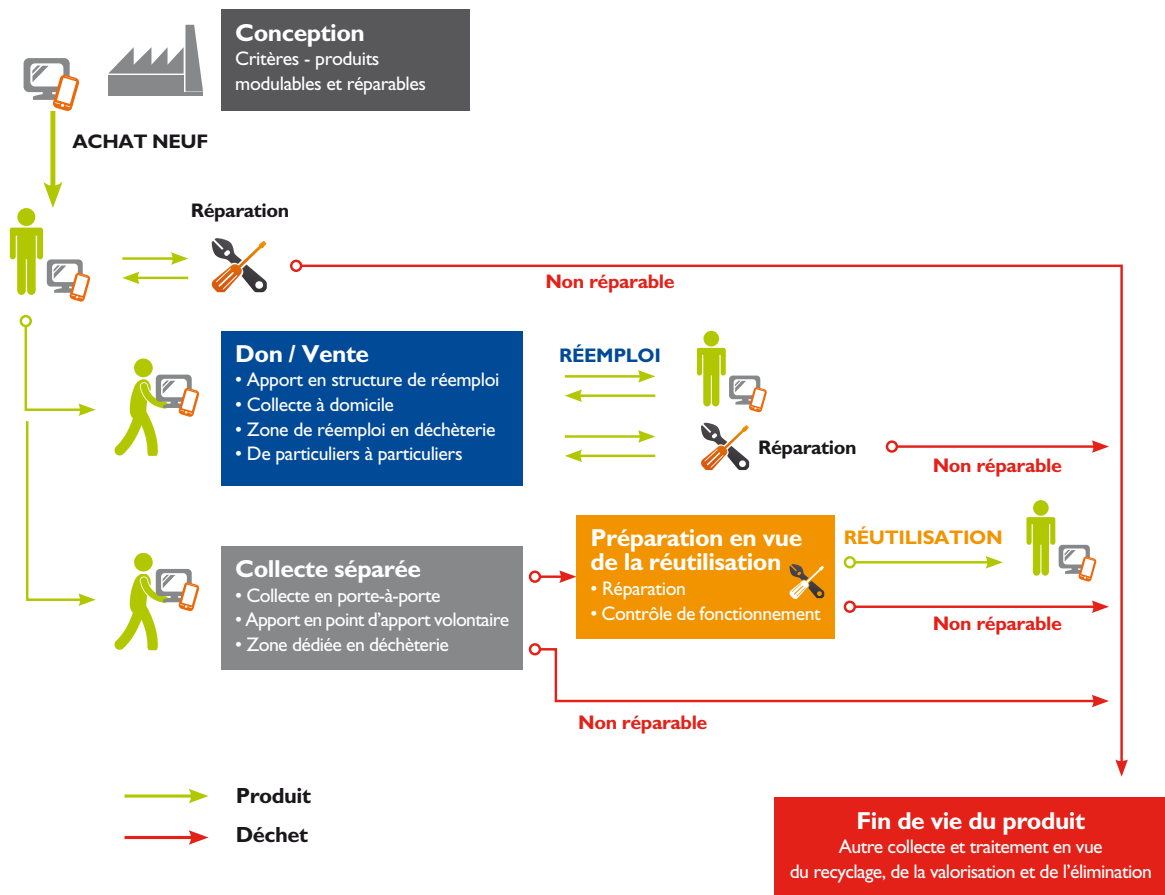 Conception
Critères - produits
modulables et réparables
ACHAT NEUF
Réparation
Non réparable
Don / Vente
• Apport en structure de réemploi
• Collecte à domicile
• Zone de réemploi en déchèterie
• De particuliers à particuliers
RÉEMPLOI
Réparation
Non réparable
Collecte séparée
• Collecte en porte-à-porte
• Apport en point d'apport volontaire
• Zone dédiée en déchèterie
Préparation en vue
de la réutilisation
• Réparation
• Contrôle de fonctionnement
RÉUTILISATION
Non réparable
Non réparable
Produit
Déchet
Fin de vie du produit
Autre collecte et traitement en vue
du recyclage, de la valorisation et de l'élimination